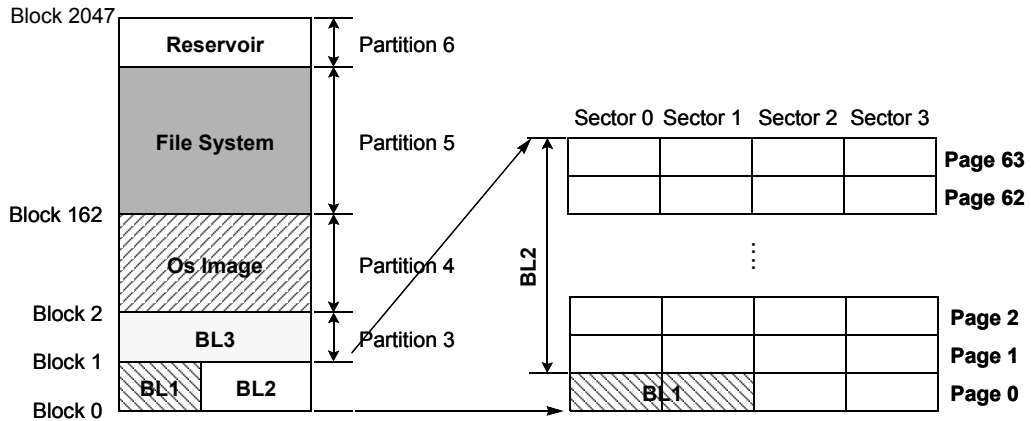 Block 2047
Reservoir
Partition 6
File System
Partition 5
Block 162
Os Image
Partition 4
Block 2
BL3
Partition 3
Block 1
BL1
BL2
Block 0
Sector 0 Sector 1 Sector 2 Sector 3
Page 63
Page 62
BL2
Page 2
Page 1
BL1
Page 0